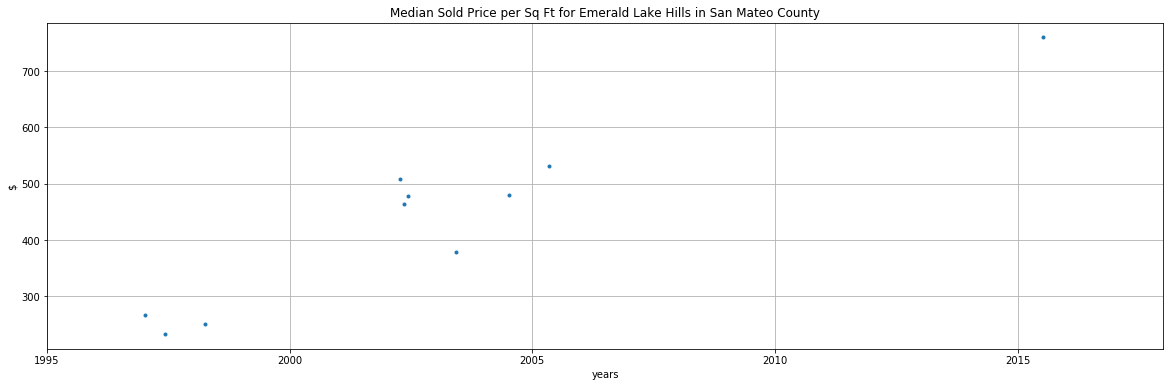 Median Sold Price per Sq Ft for Emerald Lake Hills in San Mateo County
$
700
600
500
400
300
1995 2000 2005 2010 2015
years